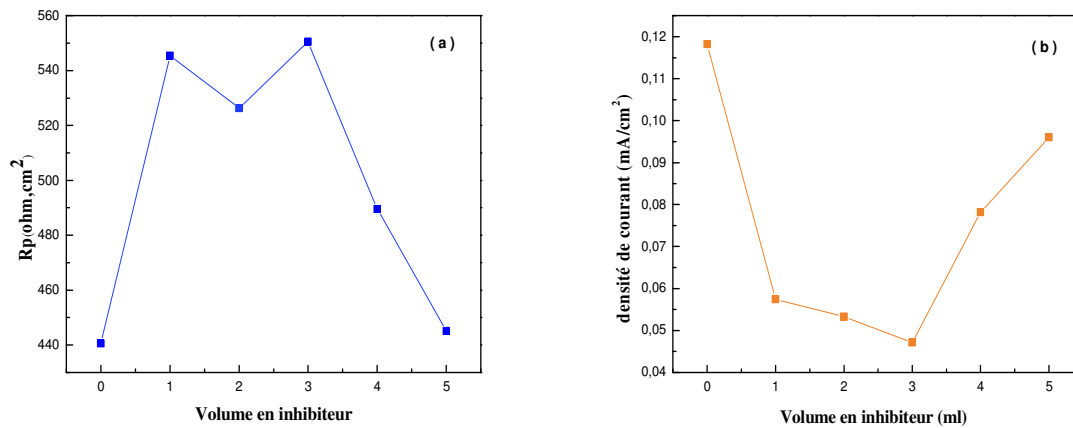 560
540
520
500
480
460
440
Rp(ohm,cm²)
(a)
0 1 2 3 4 5
Volume en inhibiteur
0,12
0,11
0,10
0,09
0,08
0,07
0,06
0,05
0,04
densité de courant (mA/cm²)
(b)
0 1 2 3 4 5
Volume en inhibiteur (ml)